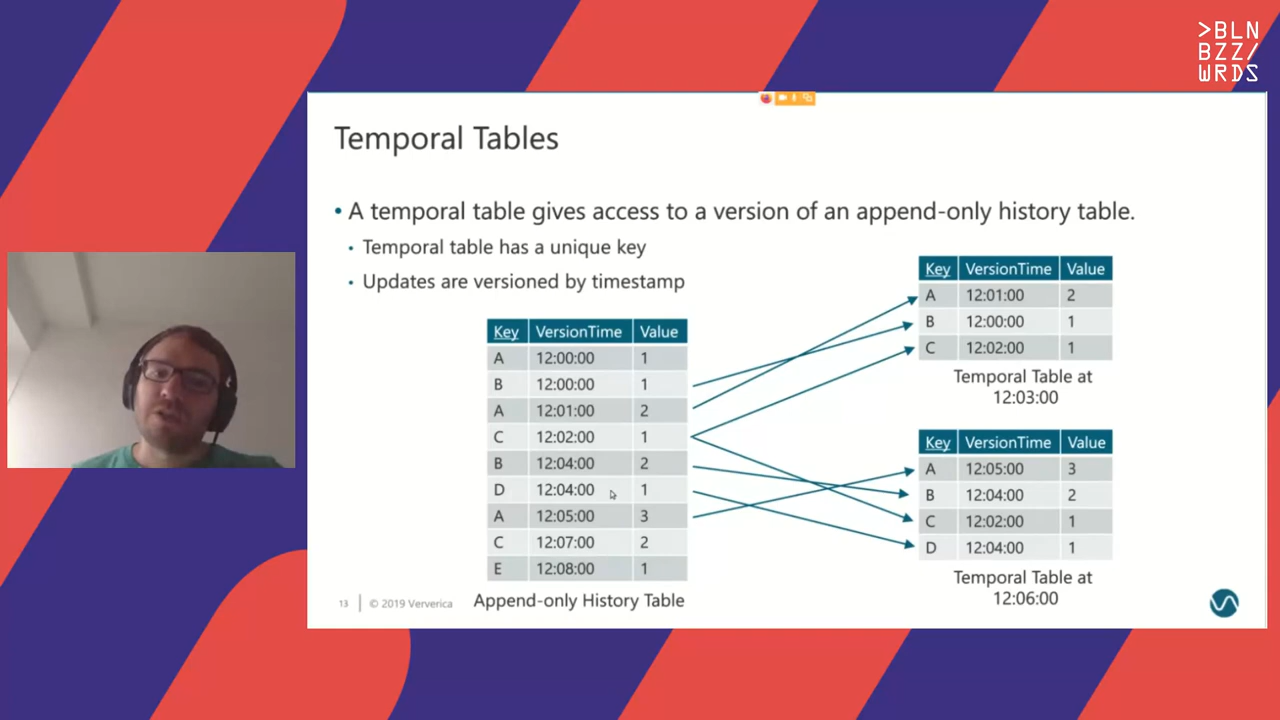 >BLN
BZZ/
WRDS
Temporal Tables
• A temporal table gives access to a version of an append-only history table.
• Temporal table has a unique key
• Updates are versioned by timestamp
Key VersionTime Value
A 12:00:00 1
B 12:00:00 1
A 12:01:00 2
C 12:02:00 1
B 12:04:00 2
D 12:04:00 1
A 12:05:00 3
C 12:07:00 2
E 12:08:00 1
Append-only History Table
Key VersionTime Value
A 12:01:00 2
B 12:00:00 1
C 12:02:00 1
Temporal Table at
12:03:00
Key VersionTime Value
A 12:05:00 3
B 12:04:00 2
C 12:02:00 1
D 12:04:00 1
Temporal Table at
12:06:00
13 | © 2019 Ververica